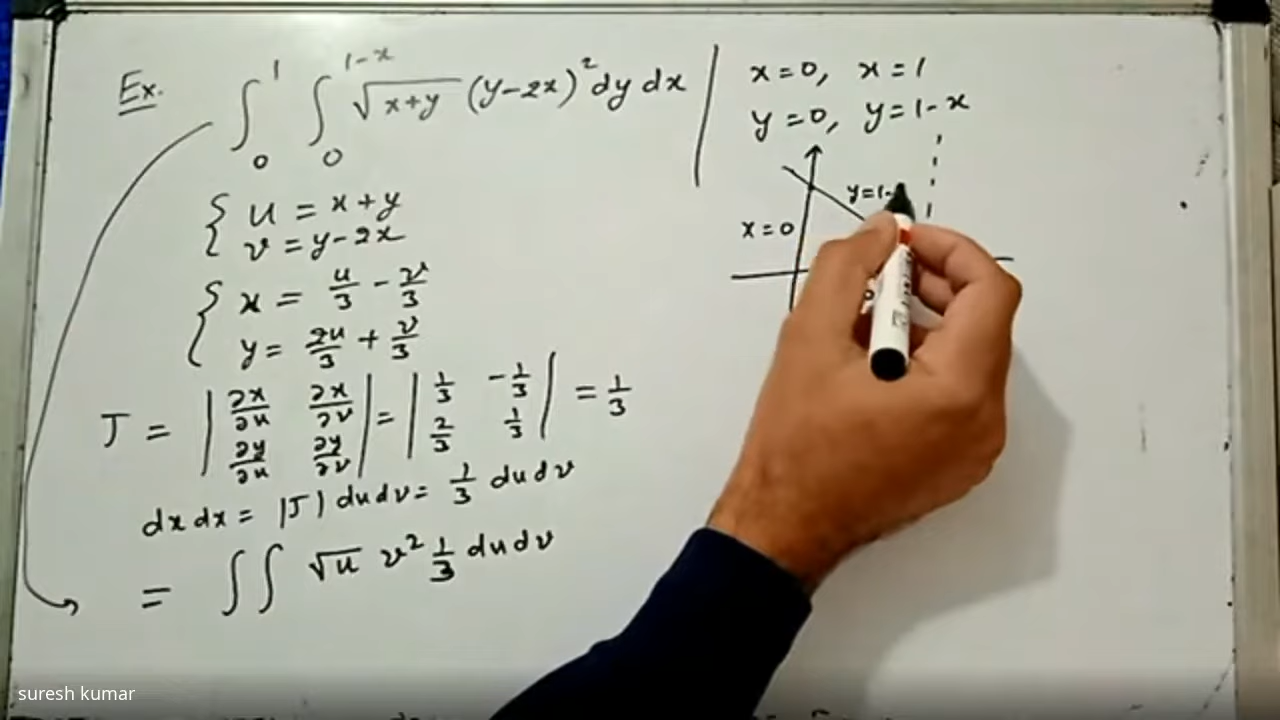 Ex. ∫₀¹ ∫₀^{1-x} √(x+y) (y-2x)² dy dx
{ u = x+y
v = y-2x
{ x = u/3 - v/3
y = 2u/3 + v/3
J = | ∂x/∂u ∂x/∂v ; ∂y/∂u ∂y/∂v | = | 1/3 -1/3 ; 2/3 1/3 | = 1/3
dx dx = |J| du dv = 1/3 du dv
= ∫∫ √u v² 1/3 du dv
x=0, x=1
y=0, y=1-x
y=1-
x=0
suresh kumar